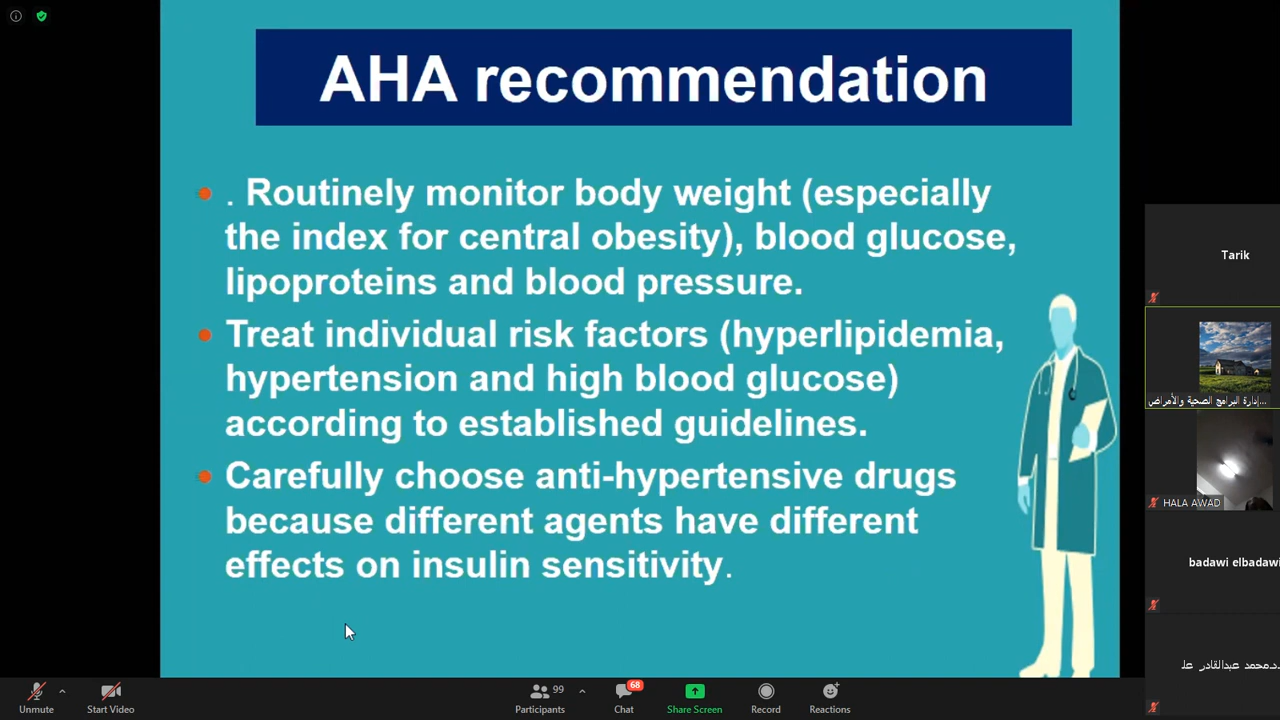 AHA recommendation
. Routinely monitor body weight (especially
the index for central obesity), blood glucose,
lipoproteins and blood pressure.
Treat individual risk factors (hyperlipidemia,
hypertension and high blood glucose)
according to established guidelines.
Carefully choose anti-hypertensive drugs
because different agents have different
effects on insulin sensitivity.
Tarik
إدارة البرامج الصحية والأمراض...
HALA AWAD
badawi elbadawi
د.محمد عبدالقادر عل
Unmute
Start Video
99
Participants
68
Chat
Share Screen
Record
Reactions